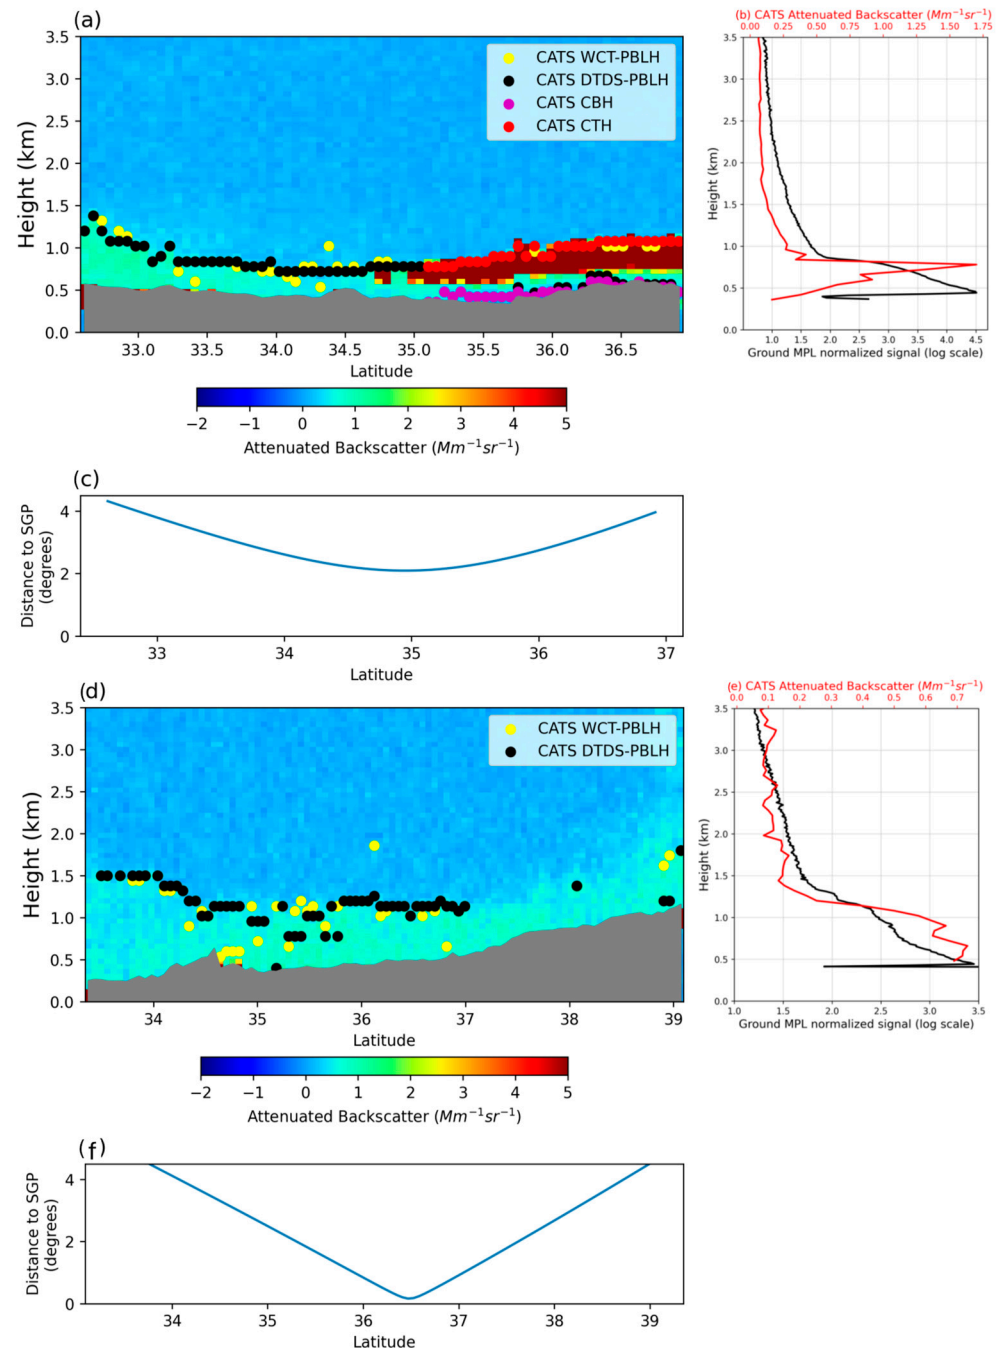 (a)
3.5
3.0
2.5
2.0
1.5
1.0
0.5
0.0
Height (km)
CATS WCT-PBLH
CATS DTDS-PBLH
CATS CBH
CATS CTH
33.0 33.5 34.0 34.5 35.0 35.5 36.0 36.5
Latitude
−2 −1 0 1 2 3 4 5
Attenuated Backscatter (Mm⁻¹sr⁻¹)
(b) CATS Attenuated Backscatter (Mm⁻¹sr⁻¹)
0.00 0.25 0.50 0.75 1.00 1.25 1.50 1.75
3.5
3.0
2.5
2.0
1.5
1.0
0.5
0.0
Height (km)
1.0 1.5 2.0 2.5 3.0 3.5 4.0 4.5
Ground MPL normalized signal (log scale)
(c)
4
2
0
Distance to SGP
(degrees)
33 34 35 36 37
Latitude
(d)
3.5
3.0
2.5
2.0
1.5
1.0
0.5
0.0
Height (km)
CATS WCT-PBLH
CATS DTDS-PBLH
34 35 36 37 38 39
Latitude
−2 −1 0 1 2 3 4 5
Attenuated Backscatter (Mm⁻¹sr⁻¹)
(e) CATS Attenuated Backscatter (Mm⁻¹sr⁻¹)
0.0 0.1 0.2 0.3 0.4 0.5 0.6 0.7
3.5
3.0
2.5
2.0
1.5
1.0
0.5
0.0
Height (km)
1.0 1.5 2.0 2.5 3.0 3.5
Ground MPL normalized signal (log scale)
(f)
4
2
0
Distance to SGP
(degrees)
34 35 36 37 38 39
Latitude